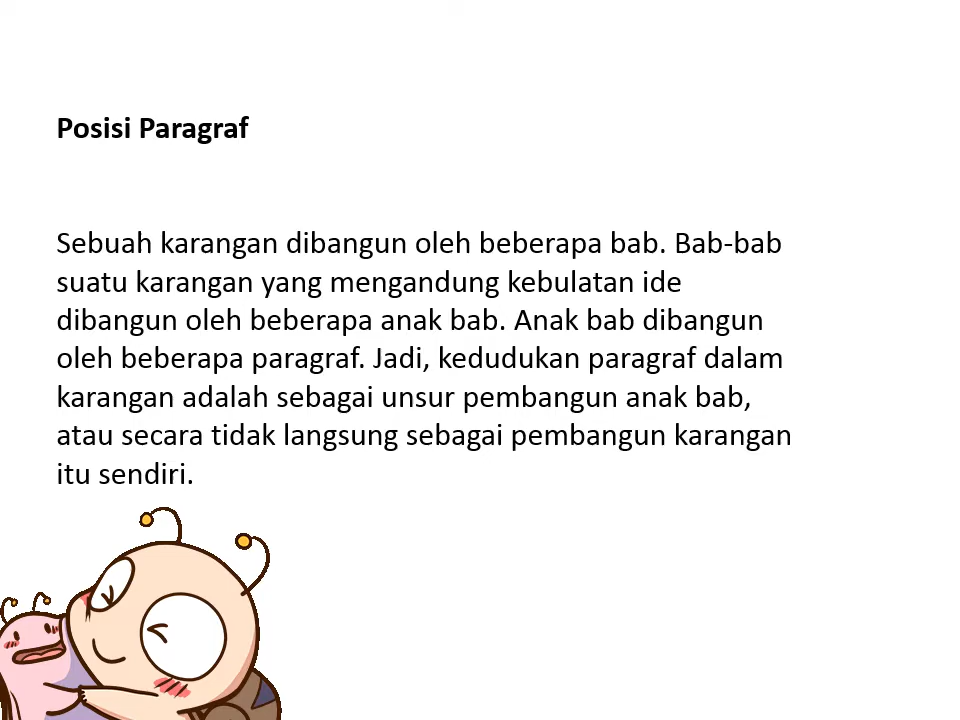 Posisi Paragraf
Sebuah karangan dibangun oleh beberapa bab. Bab-bab
suatu karangan yang mengandung kebulatan ide
dibangun oleh beberapa anak bab. Anak bab dibangun
oleh beberapa paragraf. Jadi, kedudukan paragraf dalam
karangan adalah sebagai unsur pembangun anak bab,
atau secara tidak langsung sebagai pembangun karangan
itu sendiri.